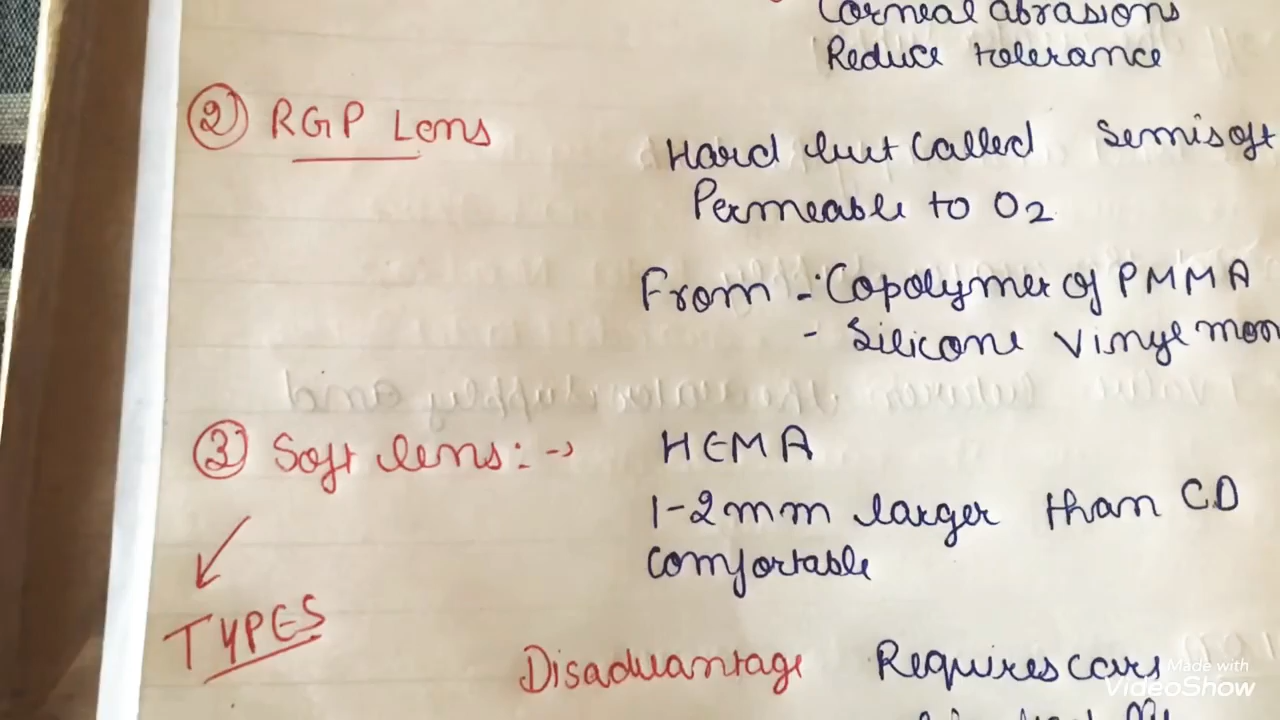 Corneal abrasions
Reduce tolerance
② RGP Lens
Hard but called semisoft
Permeable to O2
From - Copolymer of PMMA
- Silicone vinyl mon
③ Soft lens :→ HEMA
1-2mm larger than CD
comfortable
TYPES
Disadvantage Requires care
Made with
VideoShow